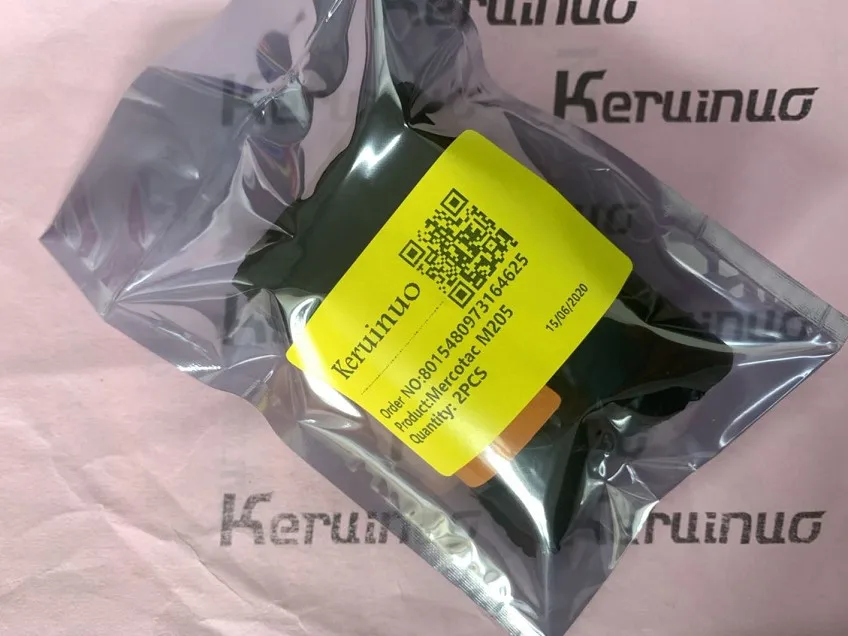 Keruinuo
Keruinuo
Keruinuo
Order NO:8015480973164625
Product:Mercotac M205
Quantity: 2PCS
15/06/2020
Keruinuo
Keruinuo